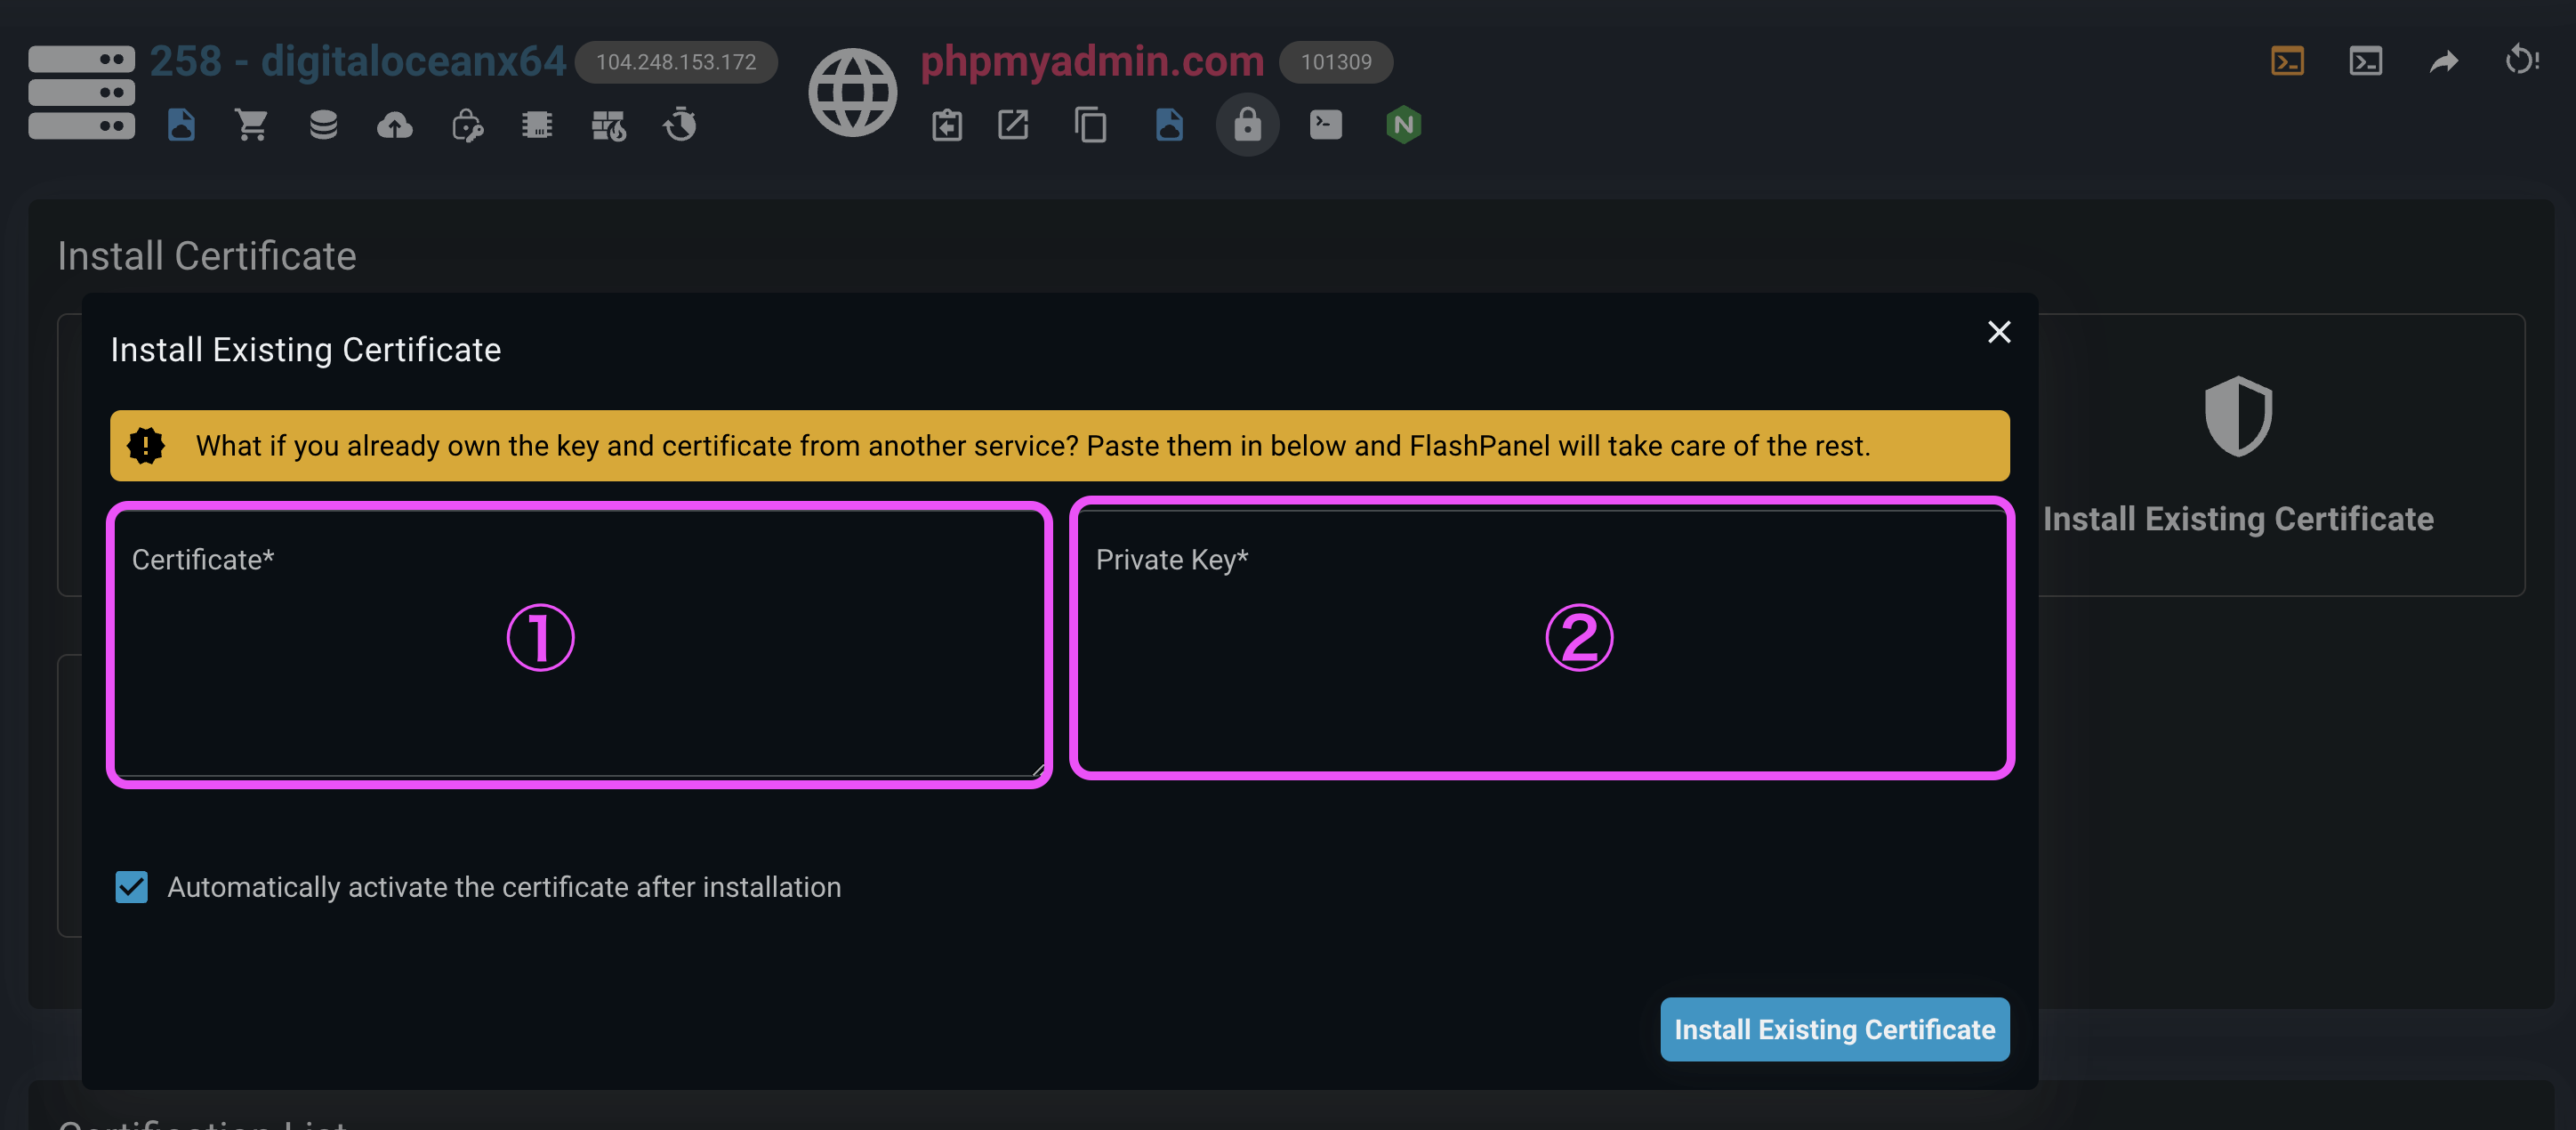 258 - digitaloceanx64 104.248.153.172 phpmyadmin.com 101309
Install Certificate
Install Existing Certificate
What if you already own the key and certificate from another service? Paste them in below and FlashPanel will take care of the rest.
Certificate*
①
Private Key*
②
Install Existing Certificate
Automatically activate the certificate after installation
Install Existing Certificate
Certification List